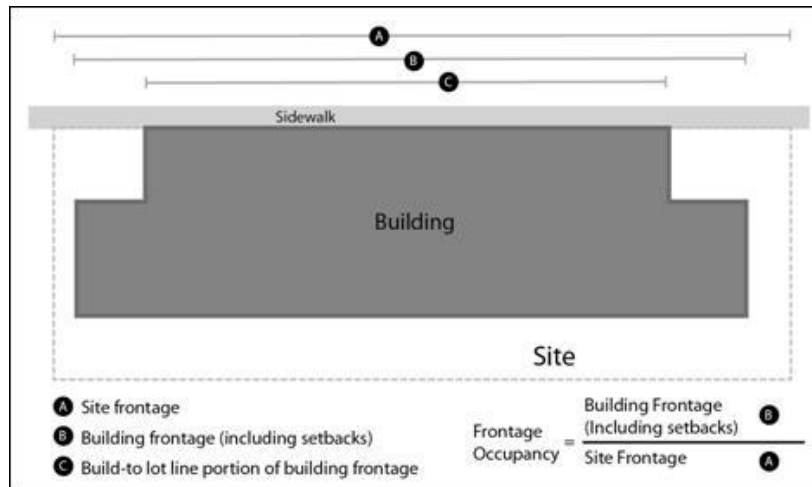 A
B
C
Sidewalk
Building
Site
A Site frontage
B Building frontage (including setbacks)
C Build-to lot line portion of building frontage
Frontage
Occupancy
=
Building Frontage
(Including setbacks) B
Site Frontage A